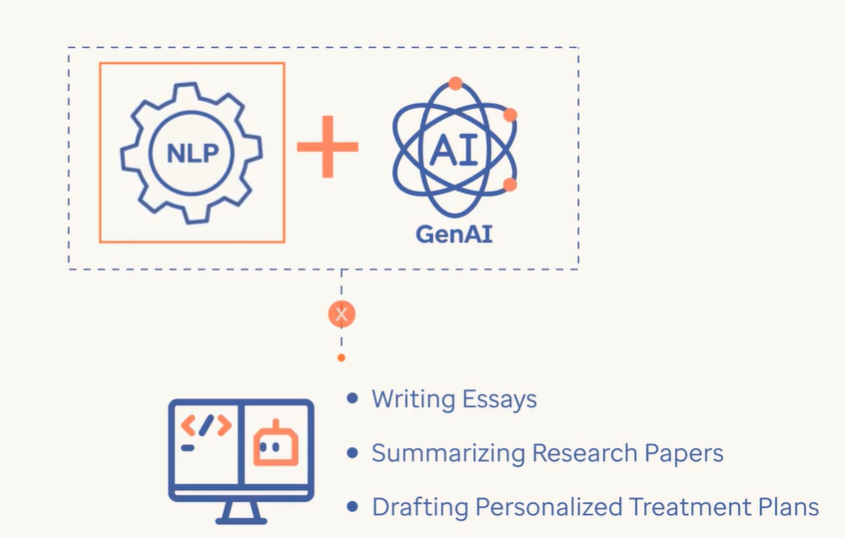 NLP
AI
GenAI
X
</>
Writing Essays
Summarizing Research Papers
Drafting Personalized Treatment Plans